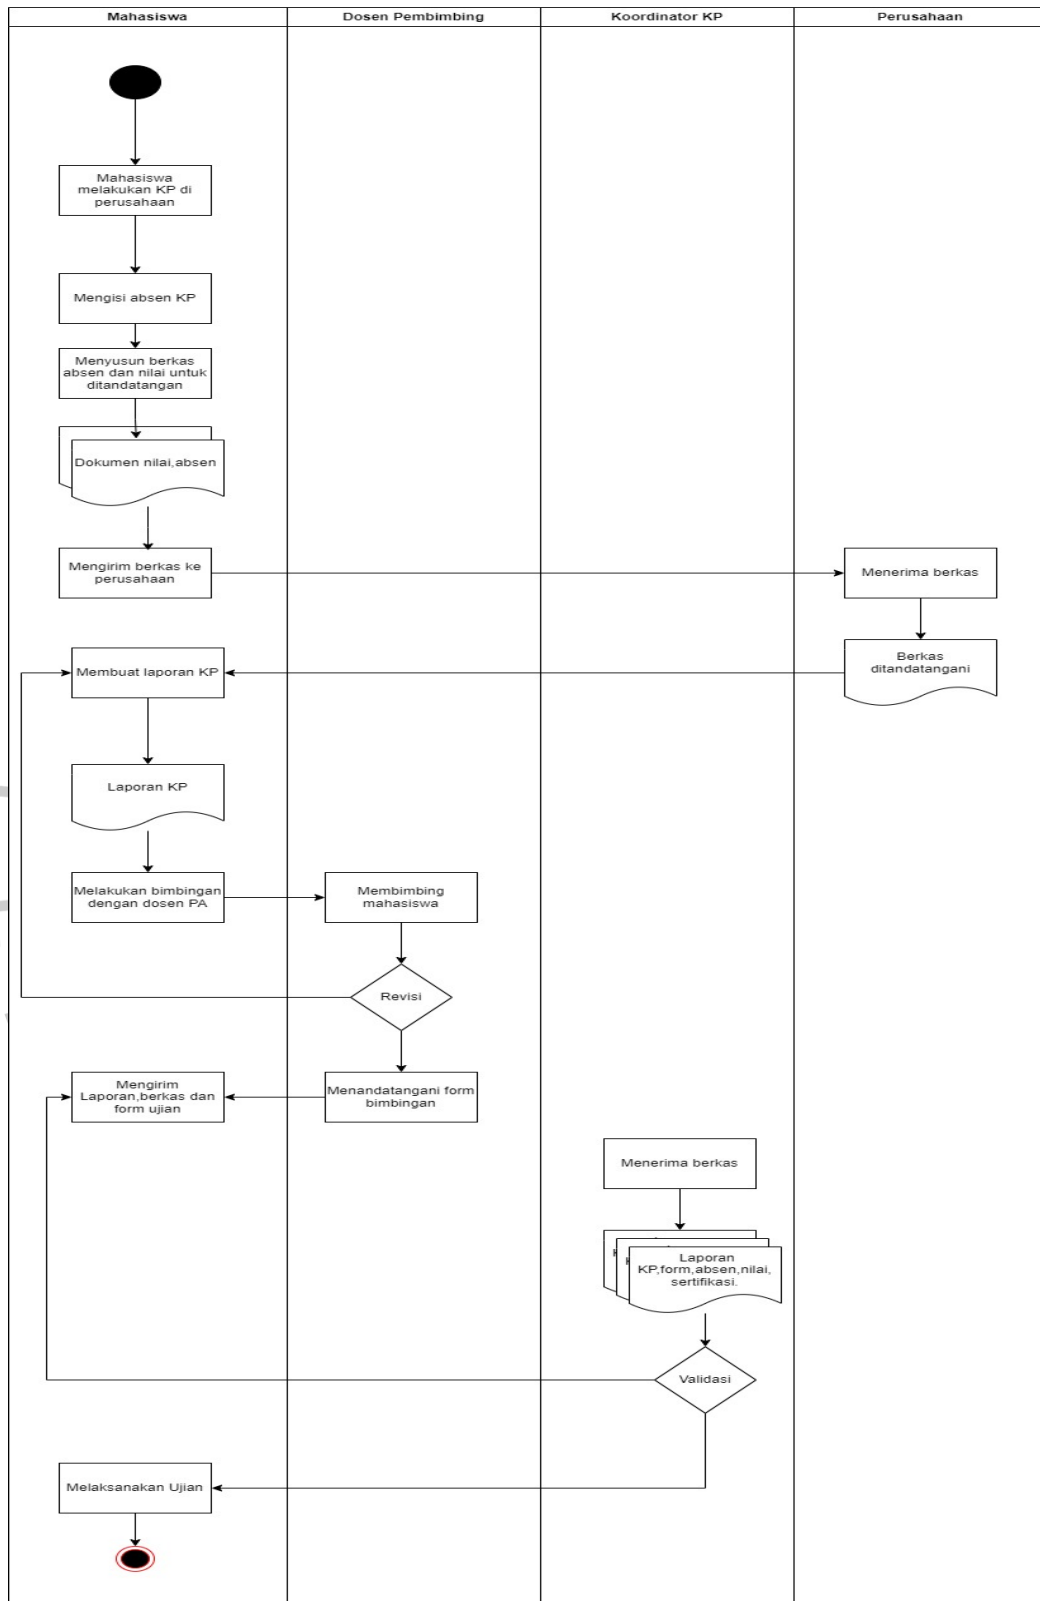 Mahasiswa
Dosen Pembimbing
Koordinator KP
Perusahaan
Mahasiswa
melakukan KP di
perusahaan
Mengisi absen KP
Menyusun berkas
absen dan nilai untuk
ditandatangan
Dokumen nilai,absen
Mengirim berkas ke
perusahaan
Menerima berkas
Membuat laporan KP
Berkas
ditandatangani
Laporan KP
Melakukan bimbingan
dengan dosen PA
Membimbing
mahasiswa
Revisi
Mengirim
Laporan,berkas dan
form ujian
Menandatangani form
bimbingan
Menerima berkas
Laporan
KP,form,absen,nilai,
sertifikasi.
Validasi
Melaksanakan Ujian